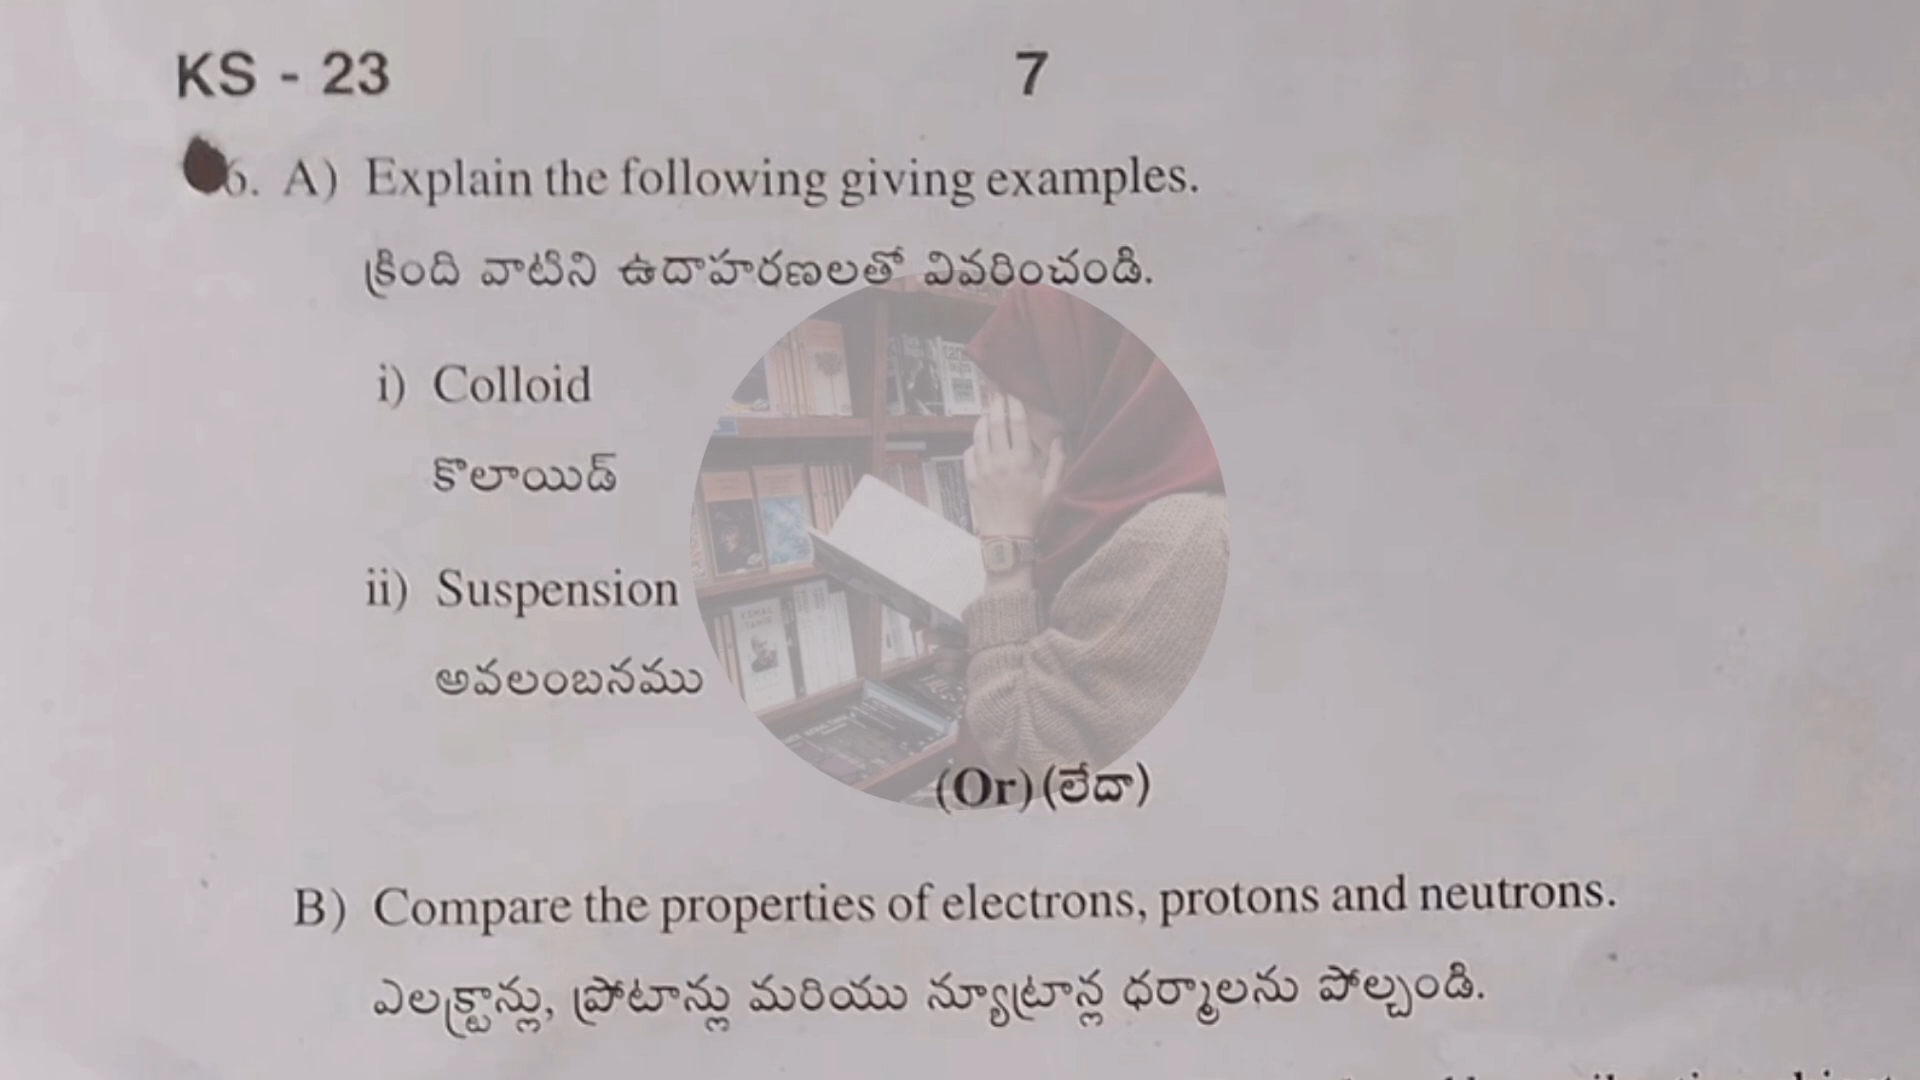 KS - 23 7
6. A) Explain the following giving examples.
క్రింది వాటిని ఉదాహరణలతో వివరించండి.
i) Colloid
కొలాయిడ్
ii) Suspension
అవలంబనము
(Or) (లేదా)
B) Compare the properties of electrons, protons and neutrons.
ఎలక్ట్రాన్లు, ప్రోటాన్లు మరియు న్యూట్రాన్ల ధర్మాలను పోల్చండి.